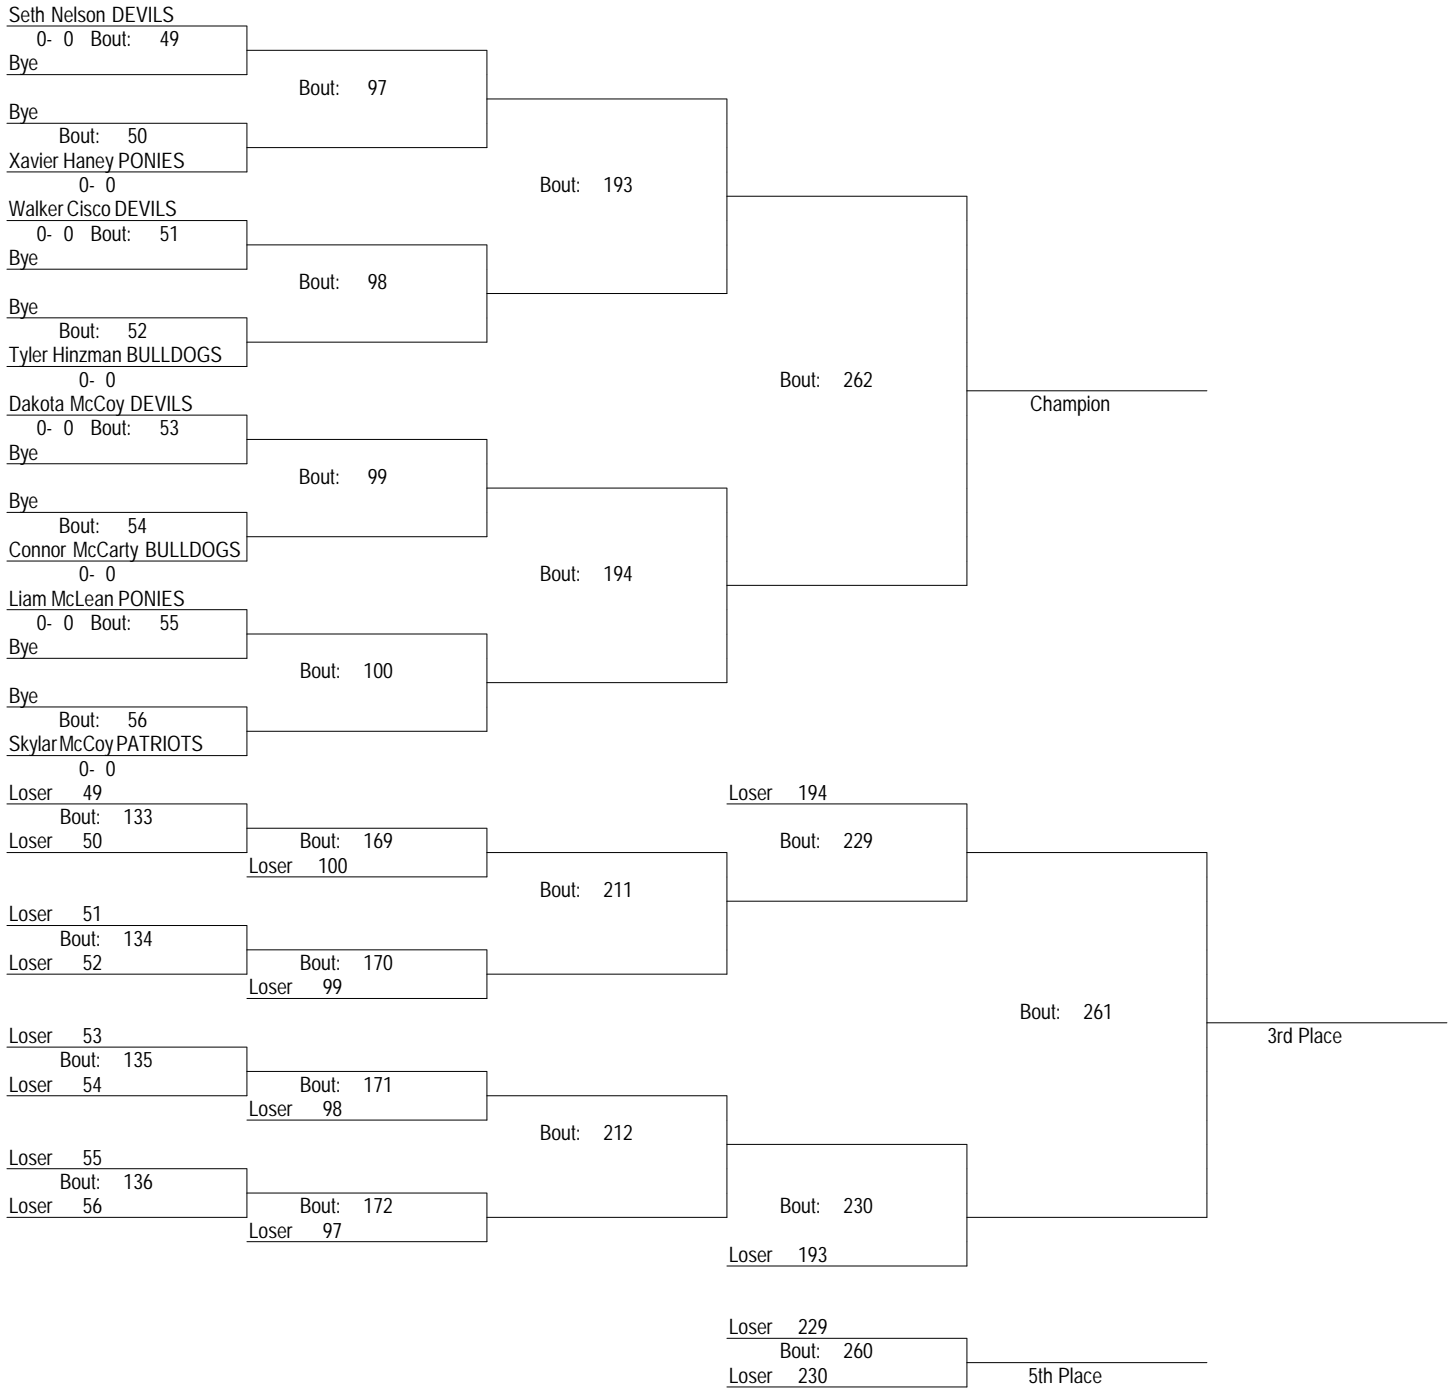 Seth Nelson DEVILS
0- 0 Bout: 49
Bye
Bout: 97
Bye
Bout: 50
Xavier Haney PONIES
0- 0
Bout: 193
Walker Cisco DEVILS
0- 0 Bout: 51
Bye
Bout: 98
Bye
Bout: 52
Tyler Hinzman BULLDOGS
0- 0
Bout: 262
Champion
Dakota McCoy DEVILS
0- 0 Bout: 53
Bye
Bout: 99
Bye
Bout: 54
Connor McCarty BULLDOGS
0- 0
Bout: 194
Liam McLean PONIES
0- 0 Bout: 55
Bye
Bout: 100
Bye
Bout: 56
Skylar McCoy PATRIOTS
0- 0
Loser 49
Loser 194
Bout: 133
Loser 50
Bout: 169
Bout: 229
Loser 100
Bout: 211
Loser 51
Bout: 134
Loser 52
Bout: 170
Loser 99
Bout: 261
Loser 53
3rd Place
Bout: 135
Loser 54
Bout: 171
Loser 98
Bout: 212
Loser 55
Bout: 136
Loser 56
Bout: 172
Bout: 230
Loser 97
Loser 193
Loser 229
Bout: 260
Loser 230
5th Place